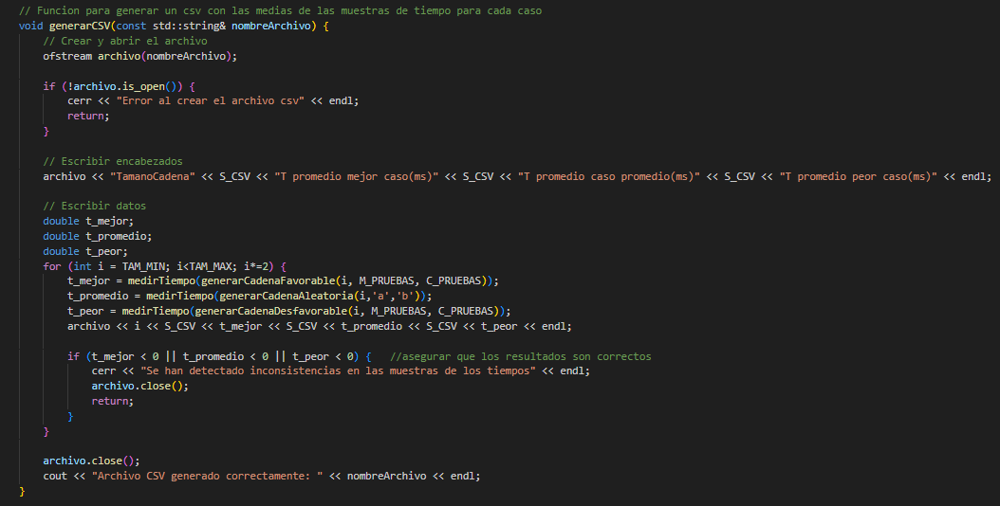 // Funcion para generar un csv con las medias de las muestras de tiempo para cada caso
void generarCSV(const std::string& nombreArchivo) {
    // Crear y abrir el archivo
    ofstream archivo(nombreArchivo);

    if (!archivo.is_open()) {
        cerr << "Error al crear el archivo csv" << endl;
        return;
    }

    // Escribir encabezados
    archivo << "TamanoCadena" << S_CSV << "T promedio mejor caso(ms)" << S_CSV << "T promedio caso promedio(ms)" << S_CSV << "T promedio peor caso(ms)" << endl;

    // Escribir datos
    double t_mejor;
    double t_promedio;
    double t_peor;
    for (int i = TAM_MIN; i<TAM_MAX; i*=2) {
        t_mejor = medirTiempo(generarCadenaFavorable(i, M_PRUEBAS, C_PRUEBAS));
        t_promedio = medirTiempo(generarCadenaAleatoria(i,'a','b'));
        t_peor = medirTiempo(generarCadenaDesfavorable(i, M_PRUEBAS, C_PRUEBAS));
        archivo << i << S_CSV << t_mejor << S_CSV << t_promedio << S_CSV << t_peor << endl;

        if (t_mejor < 0 || t_promedio < 0 || t_peor < 0) {   //asegurar que los resultados son correctos
            cerr << "Se han detectado inconsistencias en las muestras de los tiempos" << endl;
            archivo.close();
            return;
        }
    }

    archivo.close();
    cout << "Archivo CSV generado correctamente: " << nombreArchivo << endl;
}